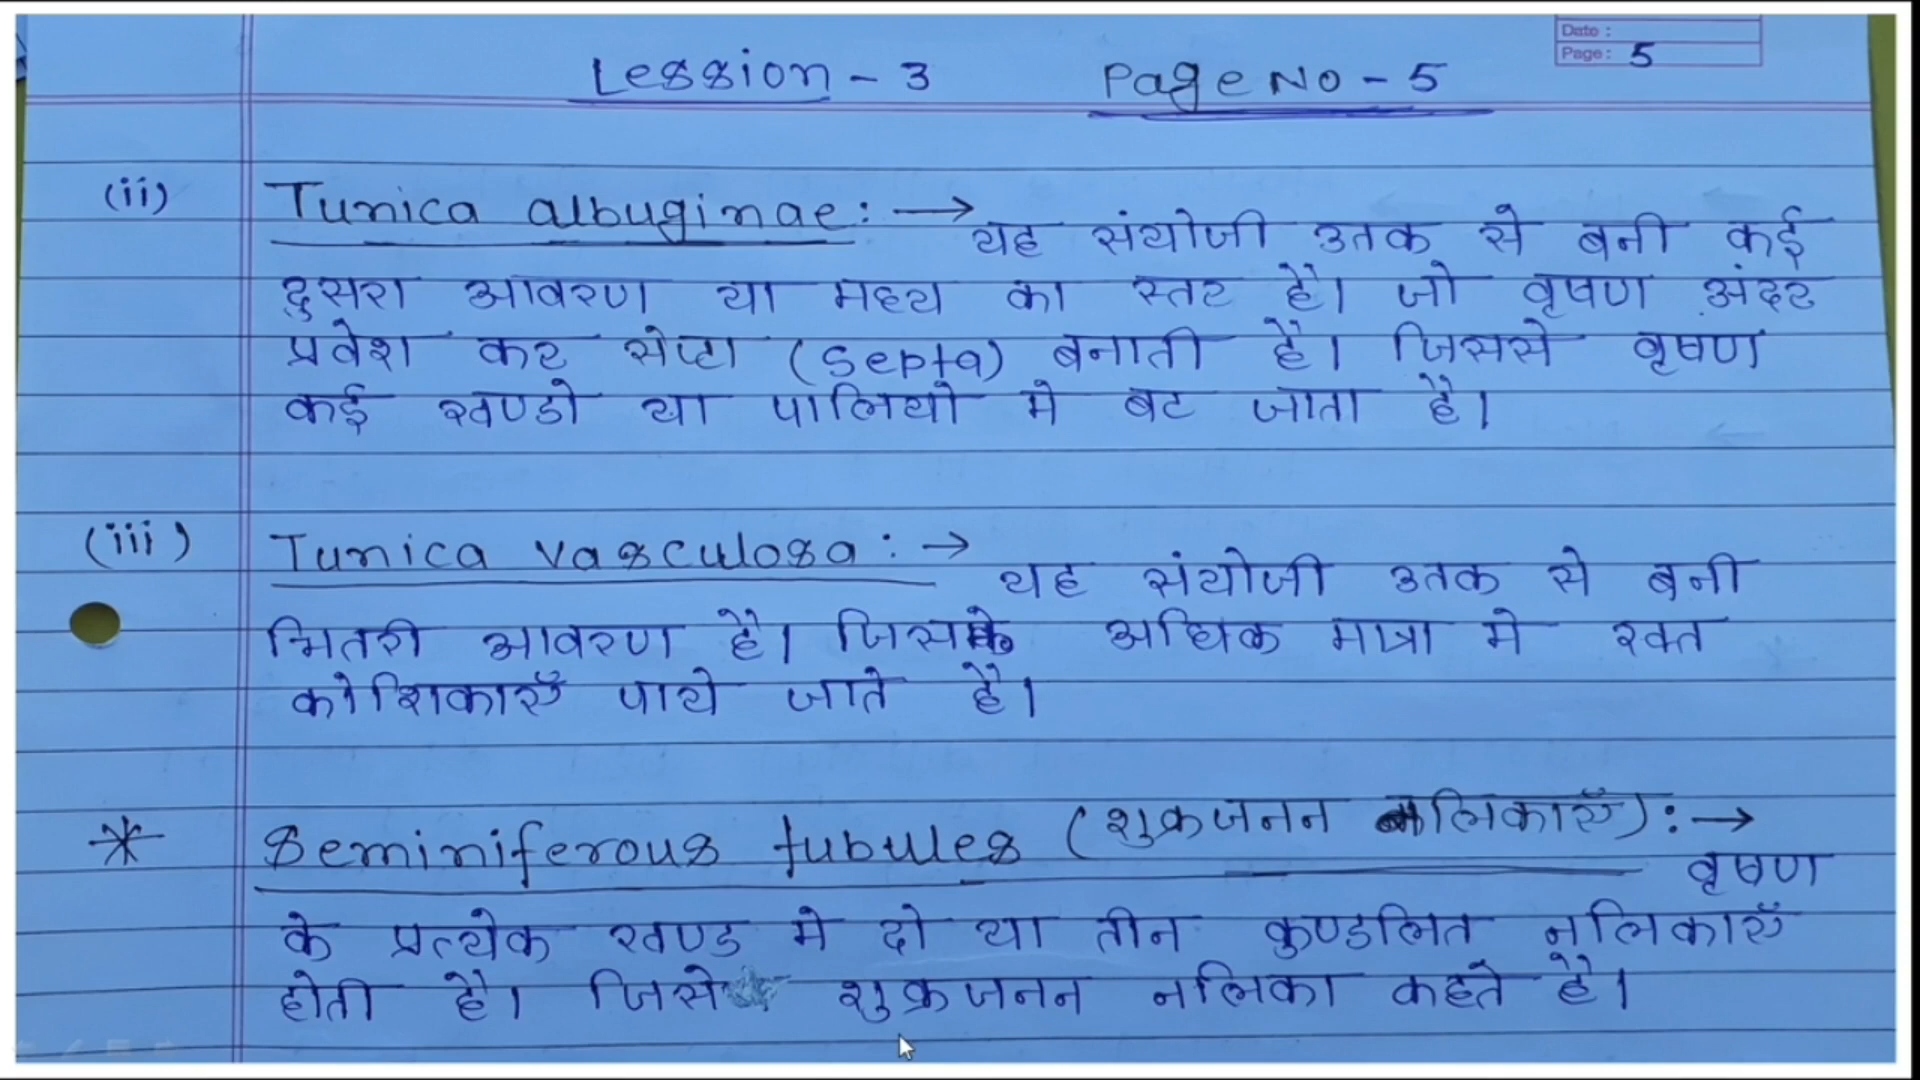 Date :
Page : 5
Lession - 3 Page No - 5
(ii) Tunica albuginae : → यह संयोजी उतक से बनी कई
दुसरा आवरण या मध्य का स्तर है। जो वृषण अंदर
प्रवेश कर सेप्टा (septa) बनाती है। जिससे वृषण
कई खण्डो या पालियो मे बट जाता है।
(iii) Tunica vasculosa : → यह संयोजी उतक से बनी
भितरी आवरण है। जिसके अधिक मात्रा मे रक्त
कोशिकाएँ पाये जाते है।
* Seminiferous tubules (शुक्रजनन नलिकाएँ) : → वृषण
के प्रत्येक खण्ड मे दो या तीन कुण्डलित नलिकाएँ
होती है। जिसे शुक्रजनन नलिका कहते है।